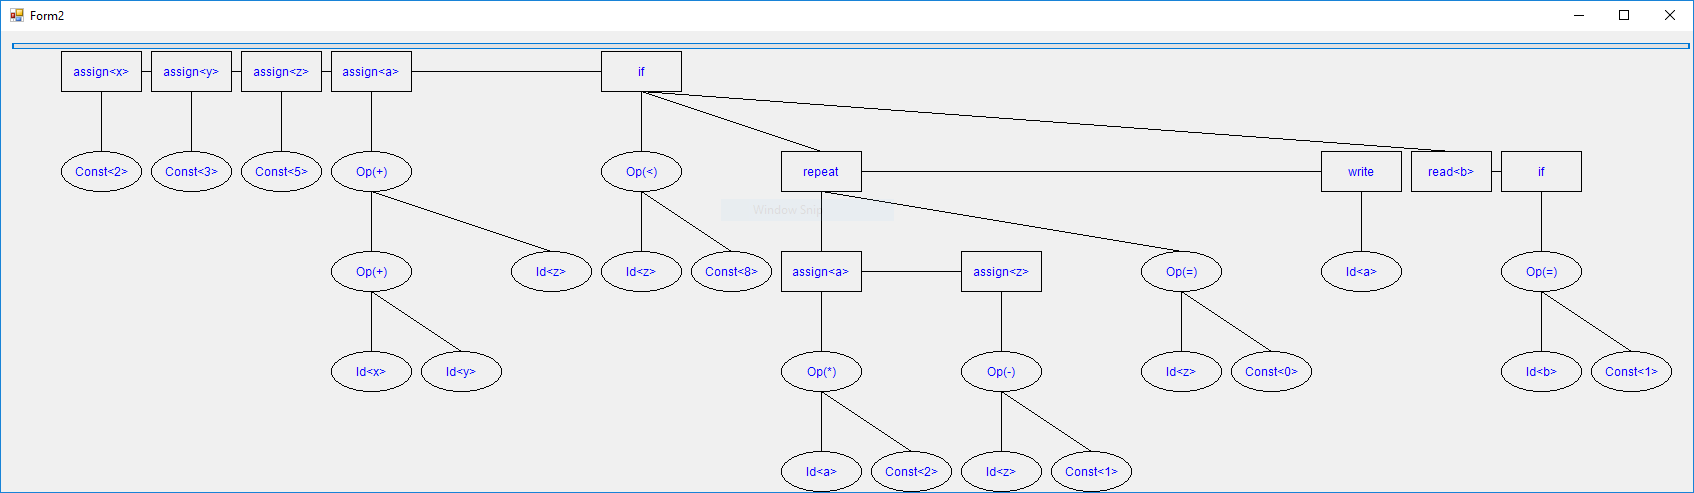 Form2
assign<x> assign<y> assign<z> assign<a> if
Const<2> Const<3> Const<5> Op(+) Op(<) repeat write read<b> if
Window Snip
Op(+) Id<z> Id<z> Const<8> assign<a> assign<z> Op(=) Id<a> Op(=)
Id<x> Id<y> Op(*) Op(-) Id<z> Const<0> Id<b> Const<1>
Id<a> Const<2> Id<z> Const<1>